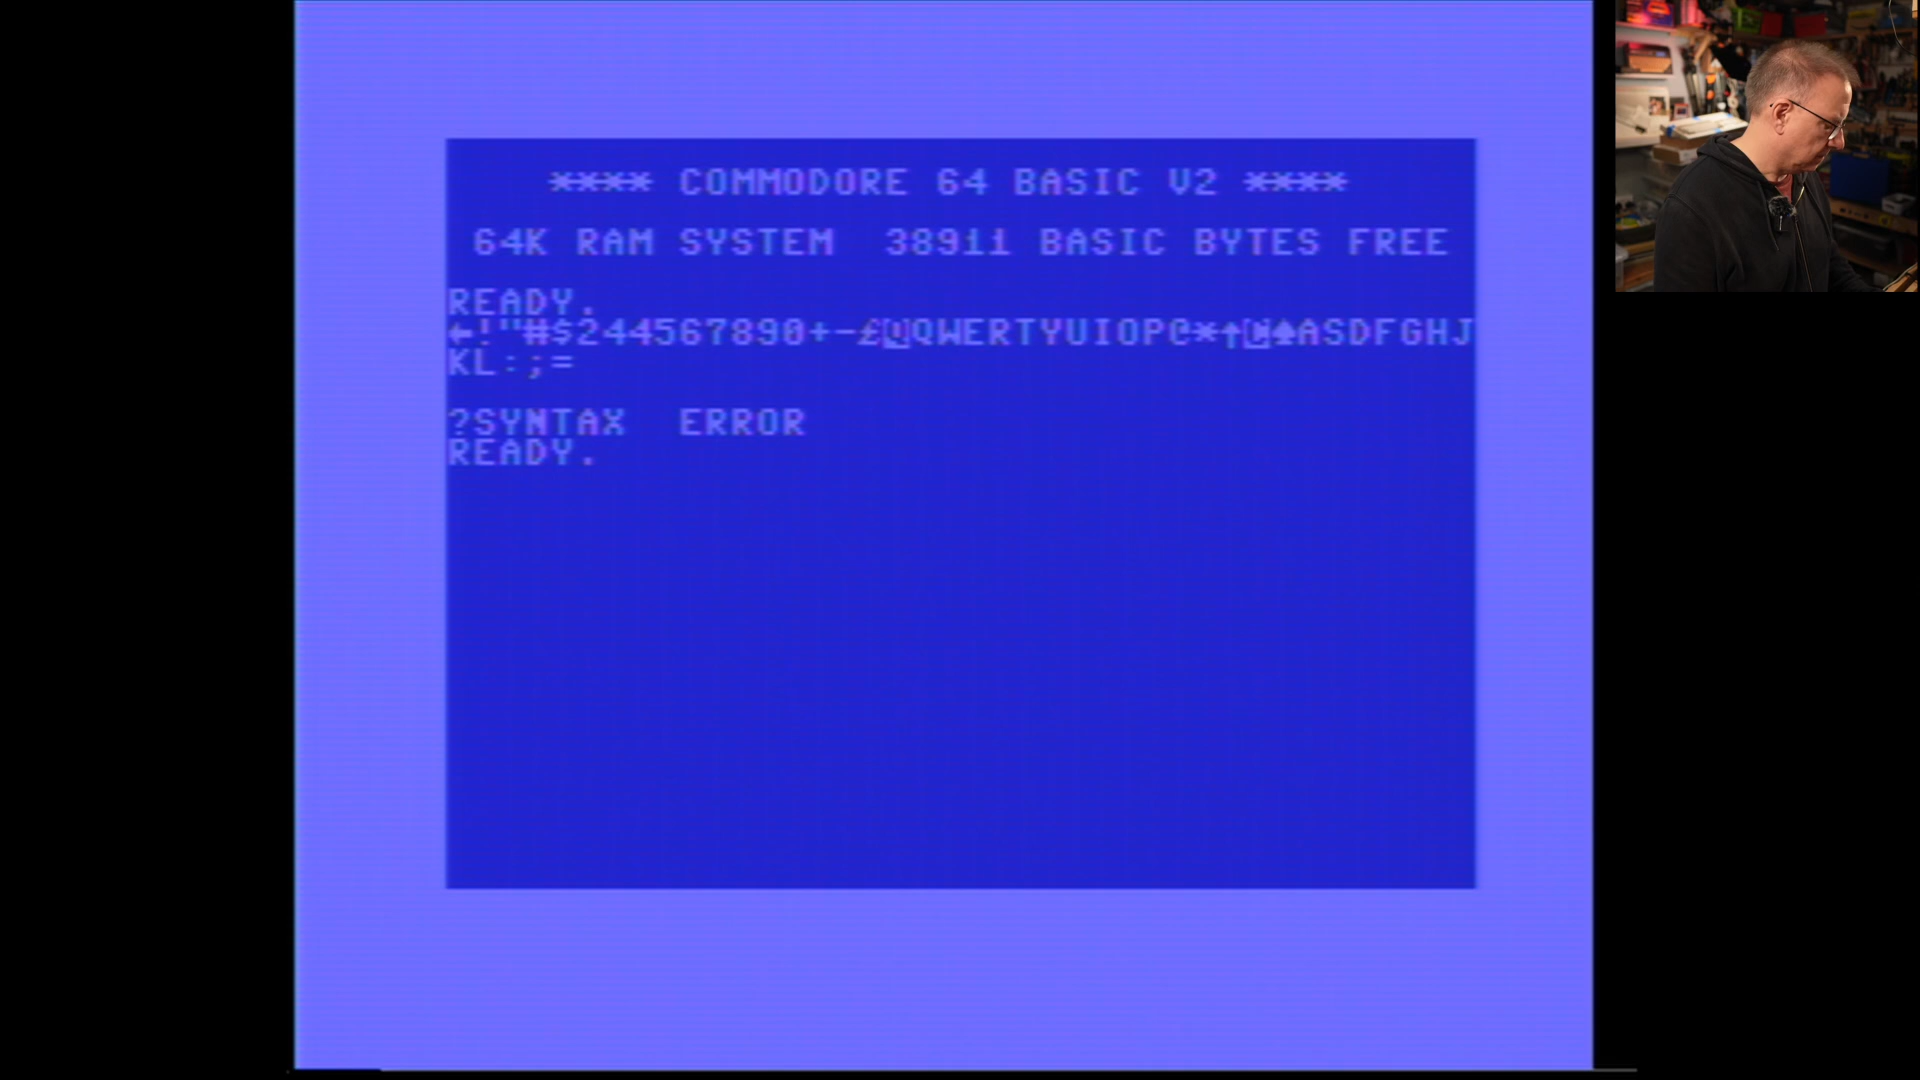 **** COMMODORE 64 BASIC V2 ****
64K RAM SYSTEM  38911 BASIC BYTES FREE
READY.
←!"#$244567890+-£QWERTYUIOP@*↑♠ASDFGHJ
KL:;=
?SYNTAX  ERROR
READY.